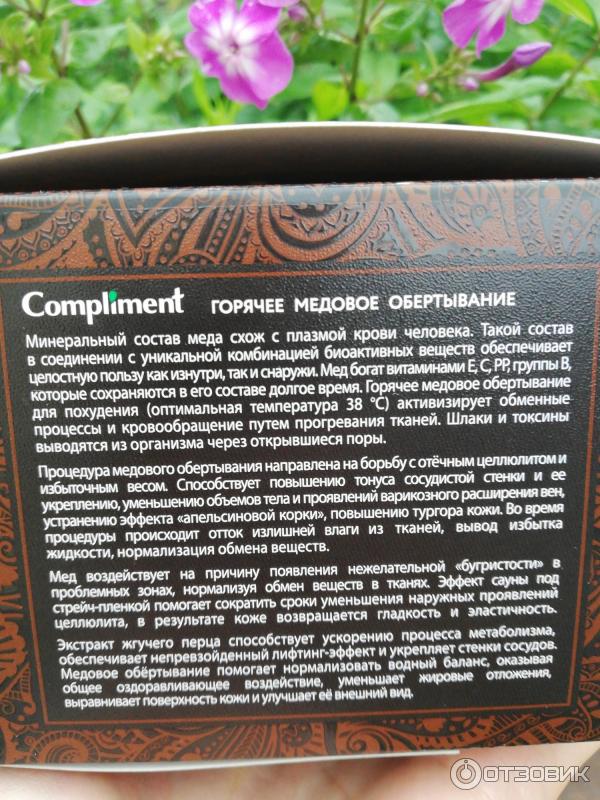 Compliment ГОРЯЧЕЕ МЕДОВОЕ ОБЕРТЫВАНИЕ
Минеральный состав меда схож с плазмой крови человека. Такой состав
в соединении с уникальной комбинацией биоактивных веществ обеспечивает
целостную пользу как изнутри, так и снаружи. Мед богат витаминами Е, С, РР, группы В,
которые сохраняются в его составе долгое время. Горячее медовое обертывание
для похудения (оптимальная температура 38 °С) активизирует обменные
процессы и кровообращение путем прогревания тканей. Шлаки и токсины
выводятся из организма через открывшиеся поры.
Процедура медового обертывания направлена на борьбу с отёчным целлюлитом и
избыточным весом. Способствует повышению тонуса сосудистой стенки и ее
укреплению, уменьшению объемов тела и проявлений варикозного расширения вен,
устранению эффекта «апельсиновой корки», повышению тургора кожи. Во время
процедуры происходит отток излишней влаги из тканей, вывод избытка
жидкости, нормализация обмена веществ.
Мед воздействует на причину появления нежелательной «бугристости» в
проблемных зонах, нормализуя обмен веществ в тканях. Эффект сауны под
стрейч-пленкой помогает сократить сроки уменьшения наружных проявлений
целлюлита, в результате коже возвращается гладкость и эластичность.
Экстракт жгучего перца способствует ускорению процесса метаболизма,
обеспечивает непревзойденный лифтинг-эффект и укрепляет стенки сосудов.
Медовое обёртывание помогает нормализовать водный баланс, оказывая
общее оздоравливающее воздействие, уменьшает жировые отложения,
выравнивает поверхность кожи и улучшает её внешний вид.
ОТЗОВИК